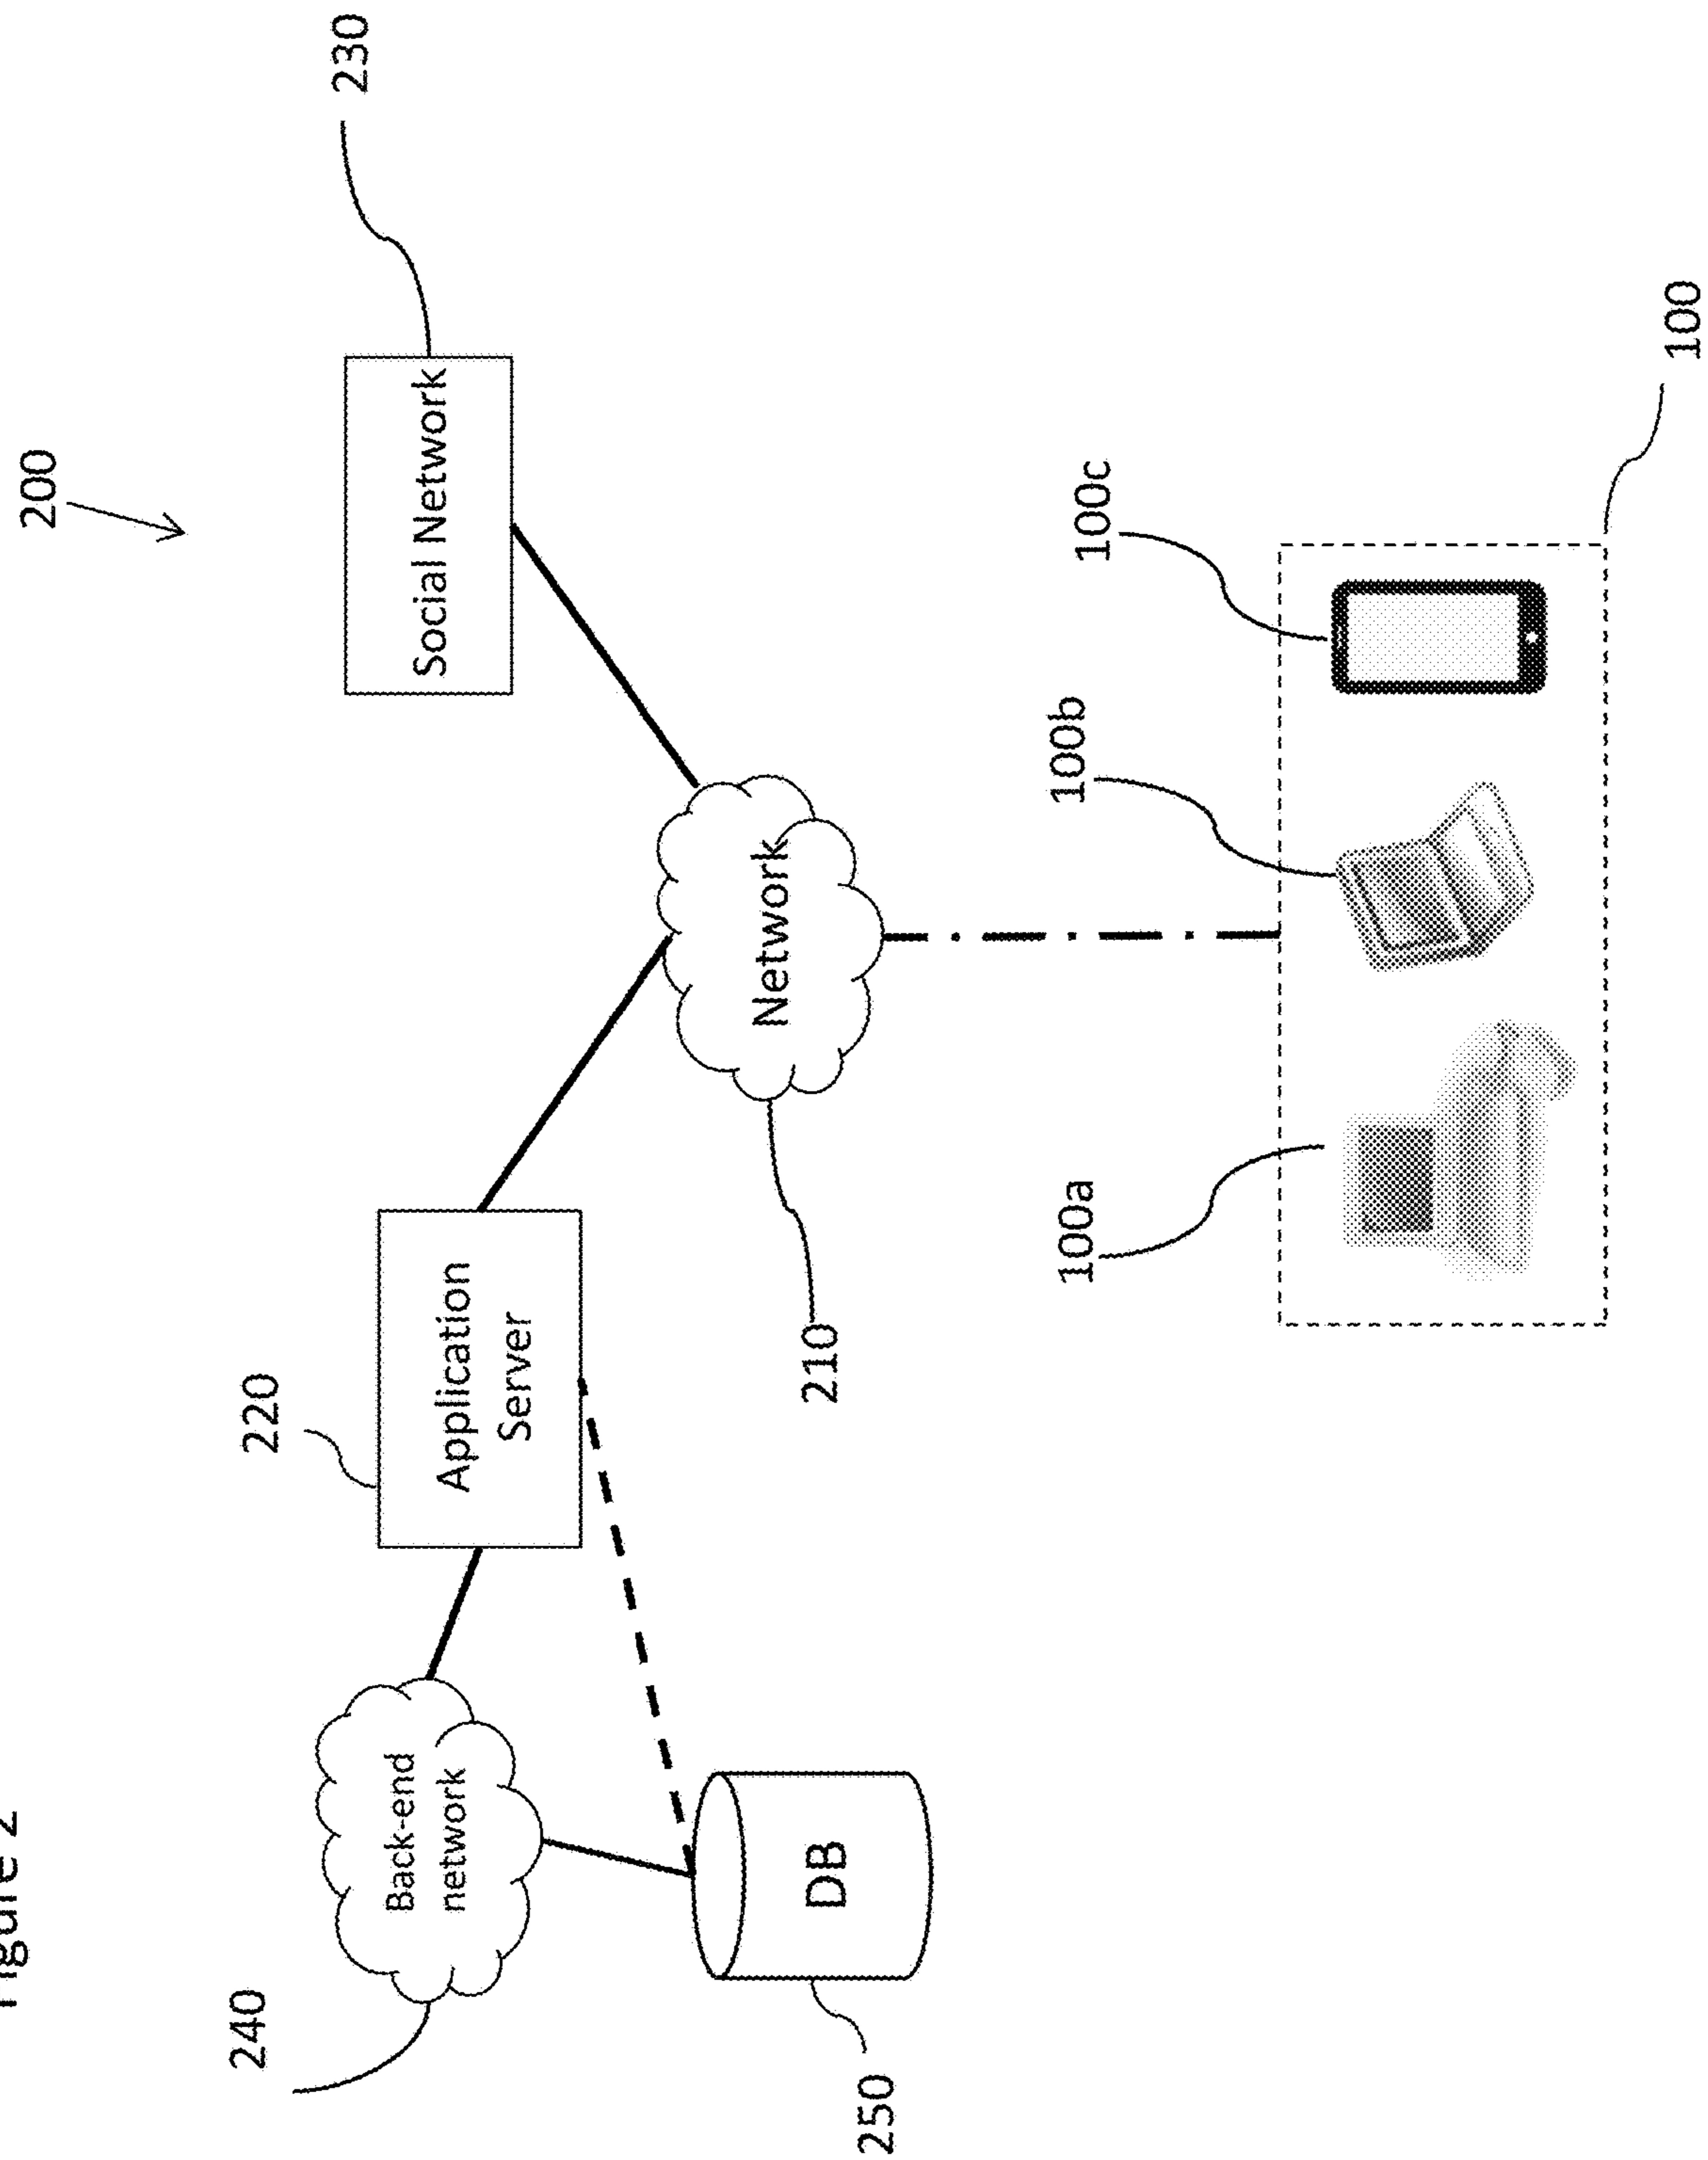 Figure 2
200
230
Social Network
220
Application
Server
240
Back-end
network
Network
210
DB
250
100a
100b
100c
100